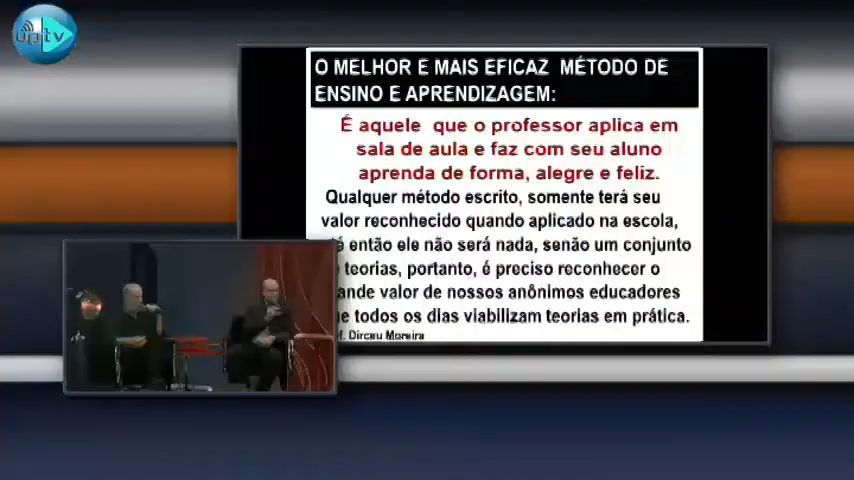 uptv
O MELHOR E MAIS EFICAZ MÉTODO DE
ENSINO E APRENDIZAGEM:
É aquele que o professor aplica em
sala de aula e faz com seu aluno
aprenda de forma, alegre e feliz.
Qualquer método escrito, somente terá seu
valor reconhecido quando aplicado na escola,
então ele não será nada, senão um conjunto
teorias, portanto, é preciso reconhecer o
valor de nossos anônimos educadores
todos os dias viabilizam teorias em prática.
Dirceu Moreira